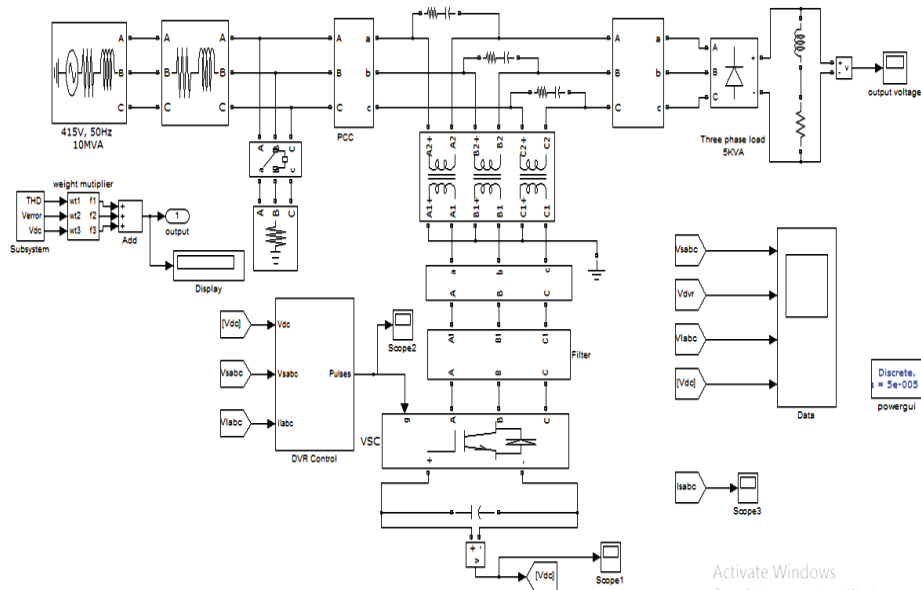 A
B
C
A
B
C
A
B
C
A
B
C
a
b
c
A
B
C
a
b
c
A
B
C
+
-
+
-
v
output voltage
415V, 50Hz
10MVA
PCC
Three phase load
5KVA
A2+
A2
B2+
B2
C2+
C2
A1+
A1
B1+
B1
C1+
C1
A
B
C
a
b
c
A
B
C
weight mutiplier
THD
Verror
Vdc
wt1
wt2
wt3
f1
f2
f3
+
+
+
Subsystem
Add
1
output
Display
a
b
c
A
B
C
A1
B1
C1
A
B
C
Filter
[Vdc]
Vsabc
Vlabc
Vdc
Vsabc
Ilabc
Pulses
DVR Control
Scope2
VSC
g
A
B
C
+
-
+
-
v
[Vdc]
Scope1
Vsabc
Vdvr
Vlabc
[Vdc]
Data
Isabc
Scope3
Discrete,
= 5e-005
powergui
Activate Windows